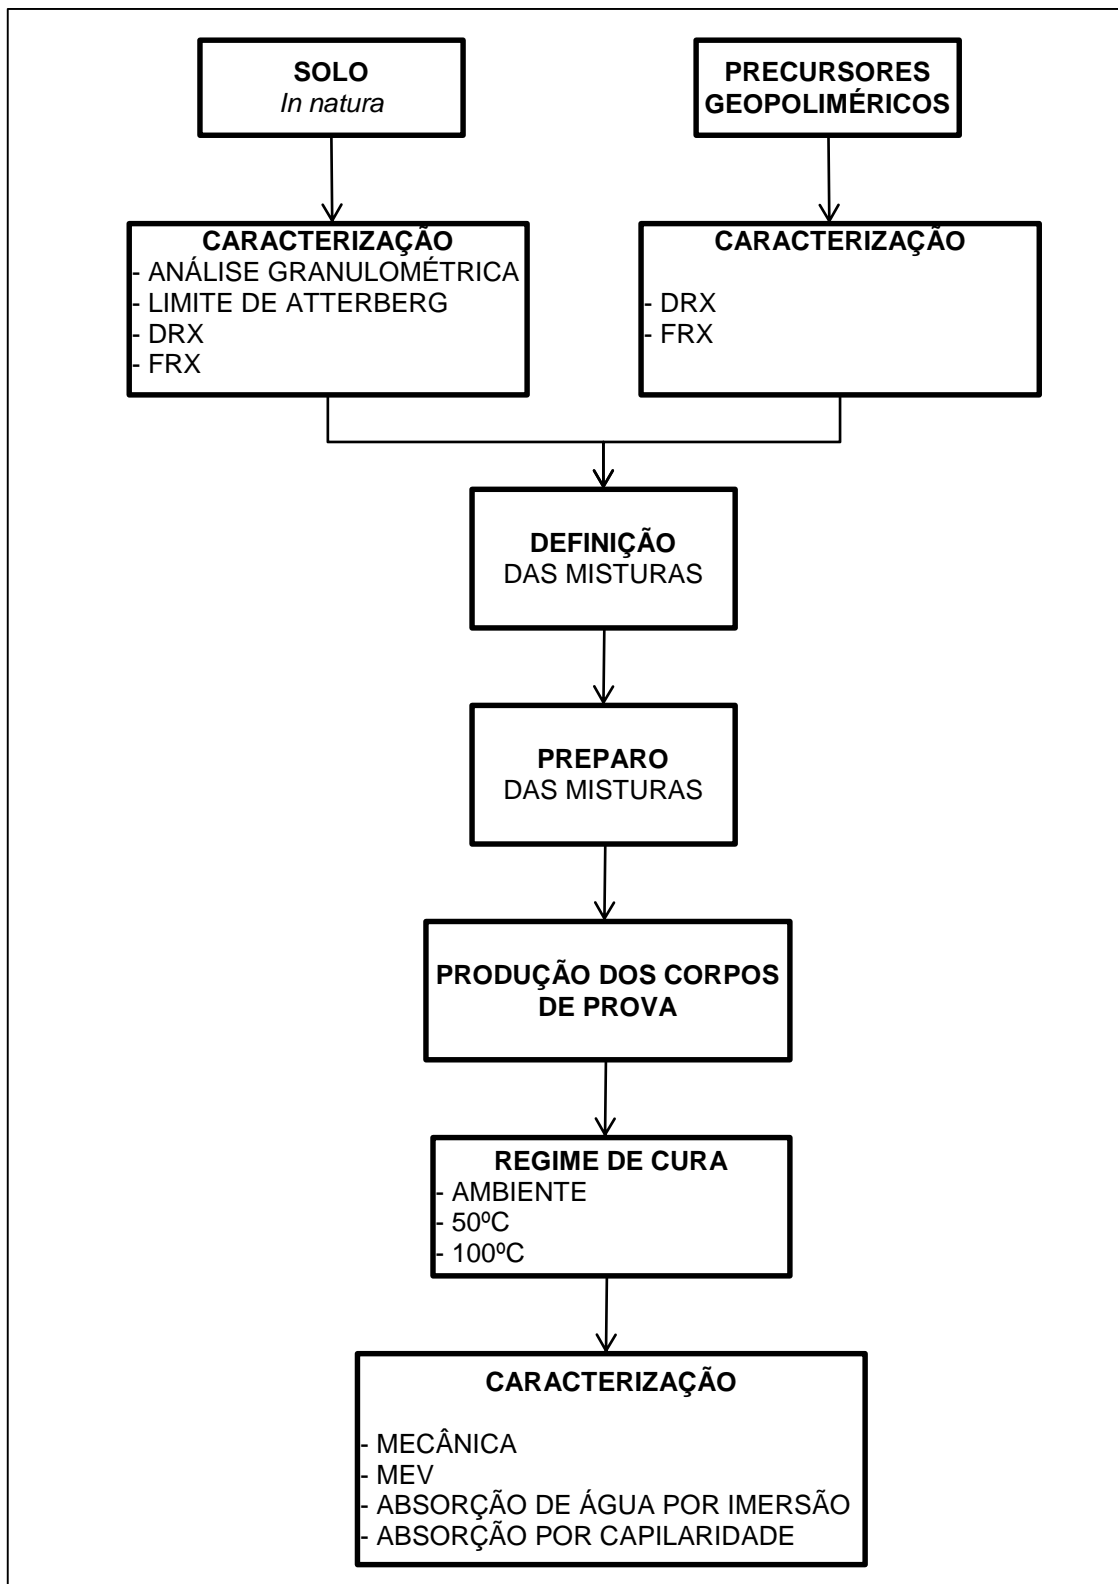 SOLO
In natura
PRECURSORES
GEOPOLIMÉRICOS
CARACTERIZAÇÃO
- ANÁLISE GRANULOMÉTRICA
- LIMITE DE ATTERBERG
- DRX
- FRX
CARACTERIZAÇÃO
- DRX
- FRX
DEFINIÇÃO
DAS MISTURAS
PREPARO
DAS MISTURAS
PRODUÇÃO DOS CORPOS
DE PROVA
REGIME DE CURA
- AMBIENTE
- 50ºC
- 100ºC
CARACTERIZAÇÃO
- MECÂNICA
- MEV
- ABSORÇÃO DE ÁGUA POR IMERSÃO
- ABSORÇÃO POR CAPILARIDADE